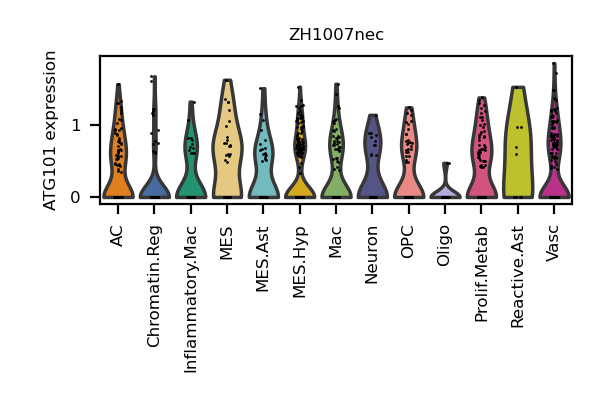 ZH1007nec
ATG101 expression
1
0
AC
Chromatin.Reg
Inflammatory.Mac
MES
MES.Ast
MES.Hyp
Mac
Neuron
OPC
Oligo
Prolif.Metab
Reactive.Ast
Vasc